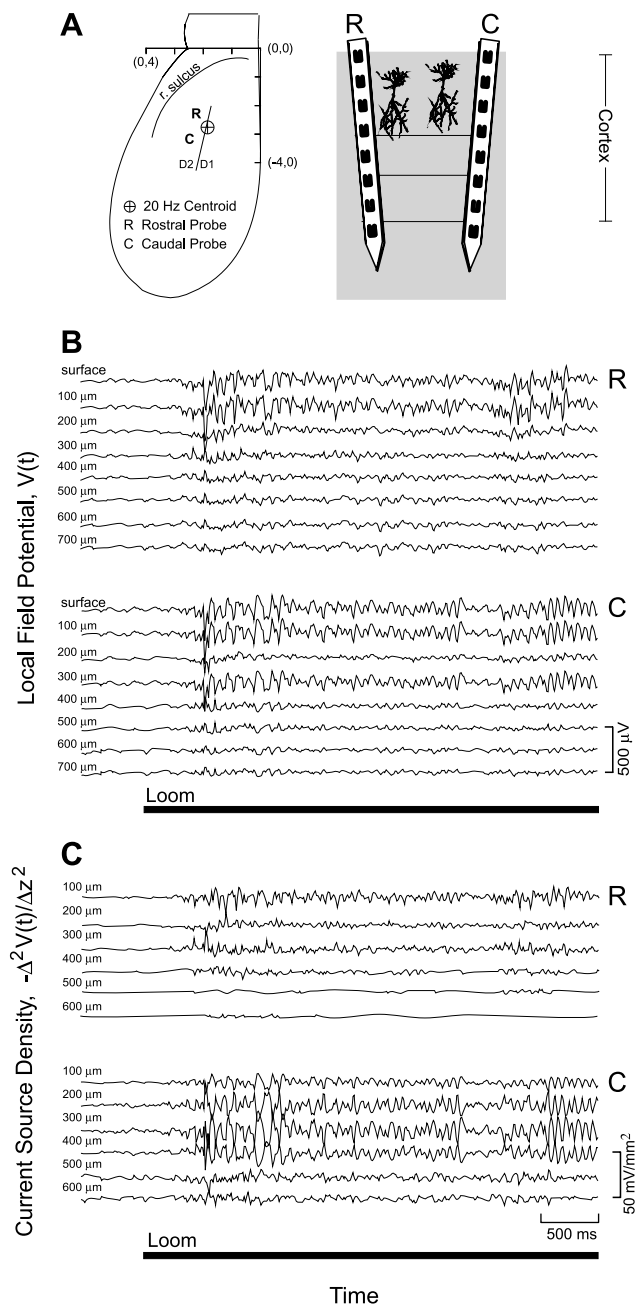 A
(0,4)
(0,0)
r. sulcus
R
C
D2
D1
(-4,0)
⊕ 20 Hz Centroid
R Rostral Probe
C Caudal Probe
R
C
Cortex
B
Local Field Potential, V(t)
surface
R
100 µm
200 µm
300 µm
400 µm
500 µm
600 µm
700 µm
surface
C
100 µm
200 µm
300 µm
400 µm
500 µm
600 µm
700 µm
500 µV
Loom
C
Current Source Density, -Δ²V(t)/Δz²
100 µm
R
200 µm
300 µm
400 µm
500 µm
600 µm
100 µm
C
200 µm
300 µm
400 µm
500 µm
600 µm
50 mV/mm²
500 ms
Loom
Time